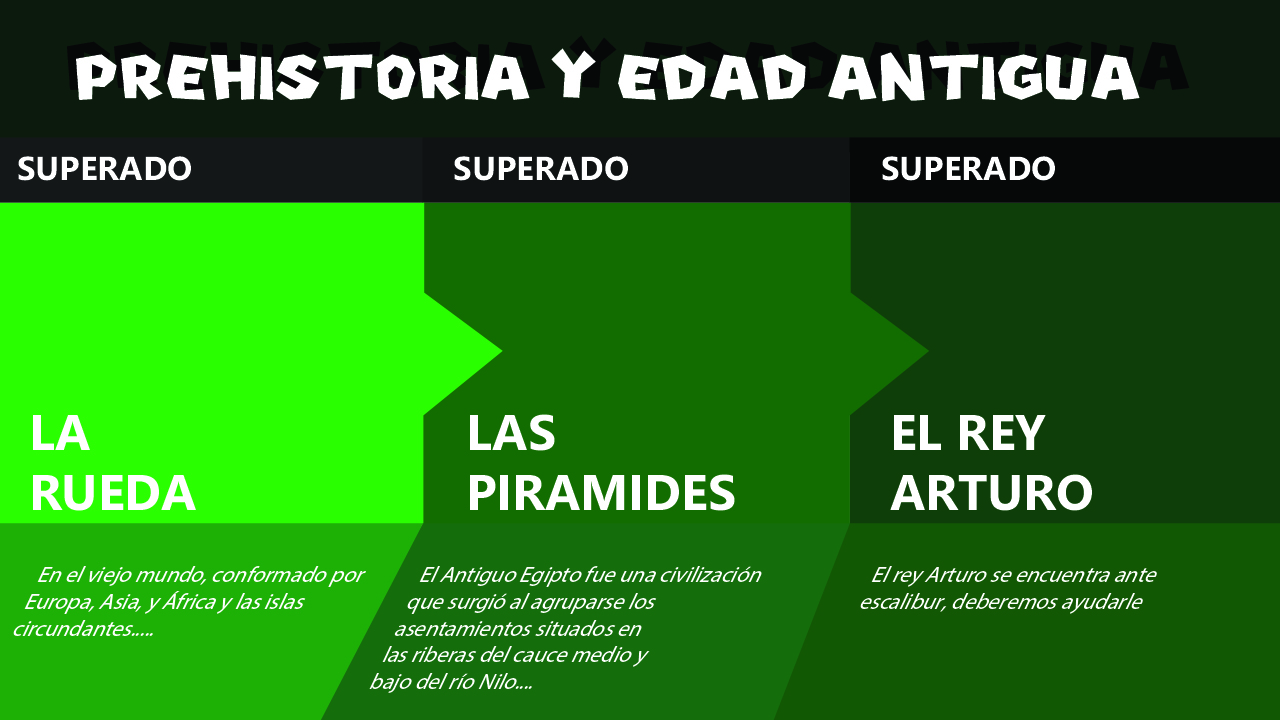 PREHISTORIA Y EDAD ANTIGUA
SUPERADO
SUPERADO
SUPERADO
LA
RUEDA
LAS
PIRAMIDES
EL REY
ARTURO
En el viejo mundo, conformado por
Europa, Asia, y África y las islas
circundantes.....
El Antiguo Egipto fue una civilización
que surgió al agruparse los
asentamientos situados en
las riberas del cauce medio y
bajo del río Nilo....
El rey Arturo se encuentra ante
escalibur, deberemos ayudarle